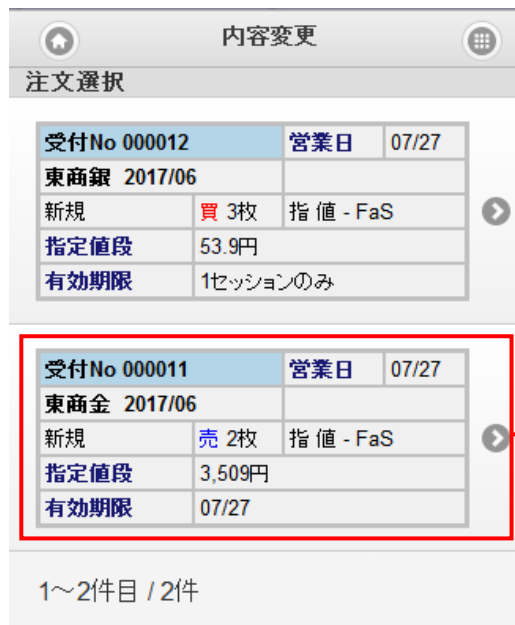 内容変更
注文選択
受付No 000012 営業日 07/27
東商銀 2017/06
新規 買 3枚 指値 - FaS
指定値段 53.9円
有効期限 1セッションのみ
受付No 000011 営業日 07/27
東商金 2017/06
新規 売 2枚 指値 - FaS
指定値段 3,509円
有効期限 07/27
1～2件目 / 2件